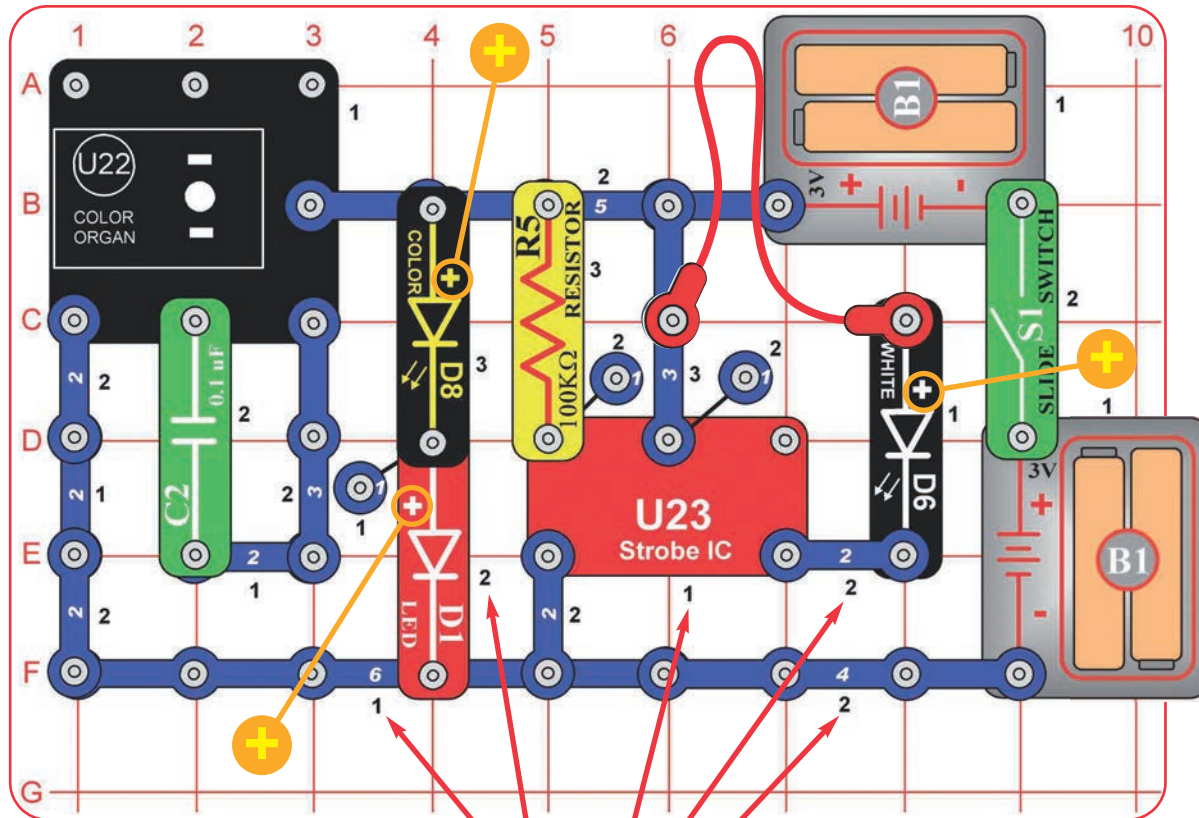 1 2 3 4 5 6 10
A
B1
1
1
U22
COLOR
ORGAN
3V + -
B
2
5
COLOR
+
R5
RESISTOR
3
100KΩ
SLIDE SWITCH
S1
2
C
0.1 uF
C2
2
2
2
D8
3
2
1
3
3
2
1
WHITE
+
1
D6
1
D
2
1
2
3
1
1
U23
Strobe IC
3V
+
-
B1
E
2
1
+
D1
LED
2
2
2
1
2
2
2
2
F
6
1
4
2
G
+
+
+